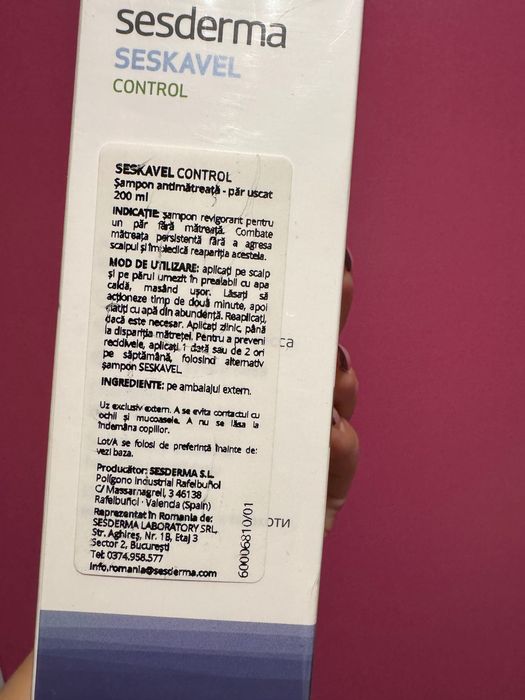 sesderma
SESKAVEL
CONTROL
SESKAVEL CONTROL
Șampon antimătreață - păr uscat
200 ml
INDICAȚIE: șampon revigorant pentru
un păr fără mătreață. Combate
mătreața persistentă fără a agresa
scalpul și împiedică reapariția acesteia.
MOD DE UTILIZARE: aplicați pe scalp
și pe părul umezit în prealabil cu apa
caldă, masând ușor. Lăsați să
acționeze timp de două minute, apoi
clătiți cu apă din abundență. Reaplicați,
dacă este necesar. Aplicați zilnic, până
la dispariția mătreței. Pentru a preveni
recidivele, aplicați 1 dată sau de 2 ori
pe săptămână, folosind alternativ
șampon SESKAVEL.
INGREDIENTE: pe ambalajul extern.
Uz exclusiv extern. A se evita contactul cu
ochii și mucoasele. A nu se lăsa la
îndemâna copiilor.
Lot/A se folosi de preferință înainte de:
vezi baza.
Producător: SESDERMA S.L.
Polígono Industrial Rafelbuñol
C/ Massamagrell, 3 46138
Rafelbuñol · Valencia (Spain)
Reprezentat în Romania de:
SESDERMA LABORATORY SRL,
Str. Aghireș, Nr. 1B, Etaj 3
Sector 2, București
Tel: 0374.958.577
info.romania@sesderma.com
60006810/01
са
оти